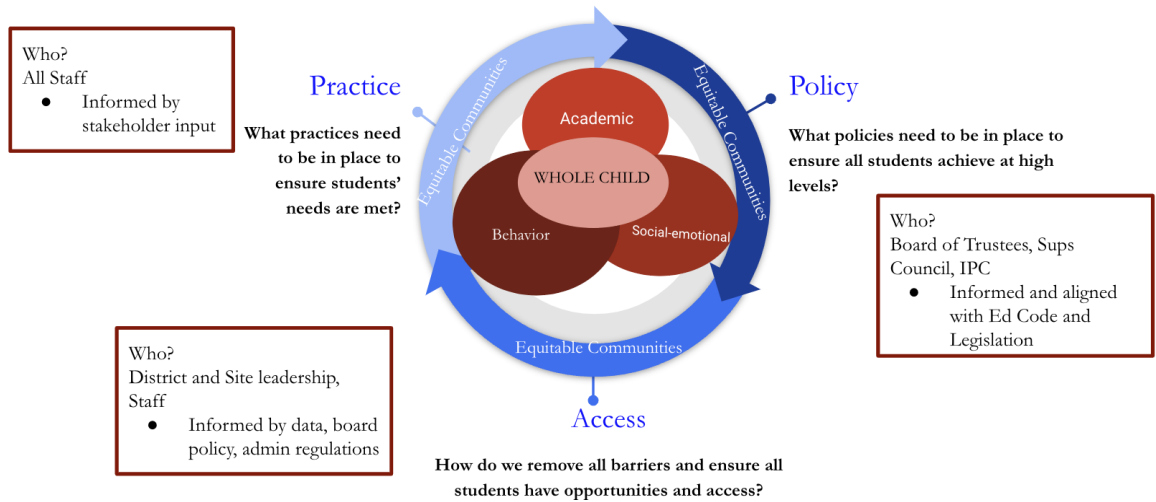 Who?
All Staff
● Informed by
stakeholder input
Practice
What practices need
to be in place to
ensure students'
needs are met?
Equitable Communities
Academic
WHOLE CHILD
Behavior
Social-emotional
Equitable Communities
Policy
What policies need to be in place to
ensure all students achieve at high
levels?
Who?
Board of Trustees, Sups
Council, IPC
● Informed and aligned
with Ed Code and
Legislation
Equitable Communities
Who?
District and Site leadership,
Staff
● Informed by data, board
policy, admin regulations
Access
How do we remove all barriers and ensure all
students have opportunities and access?